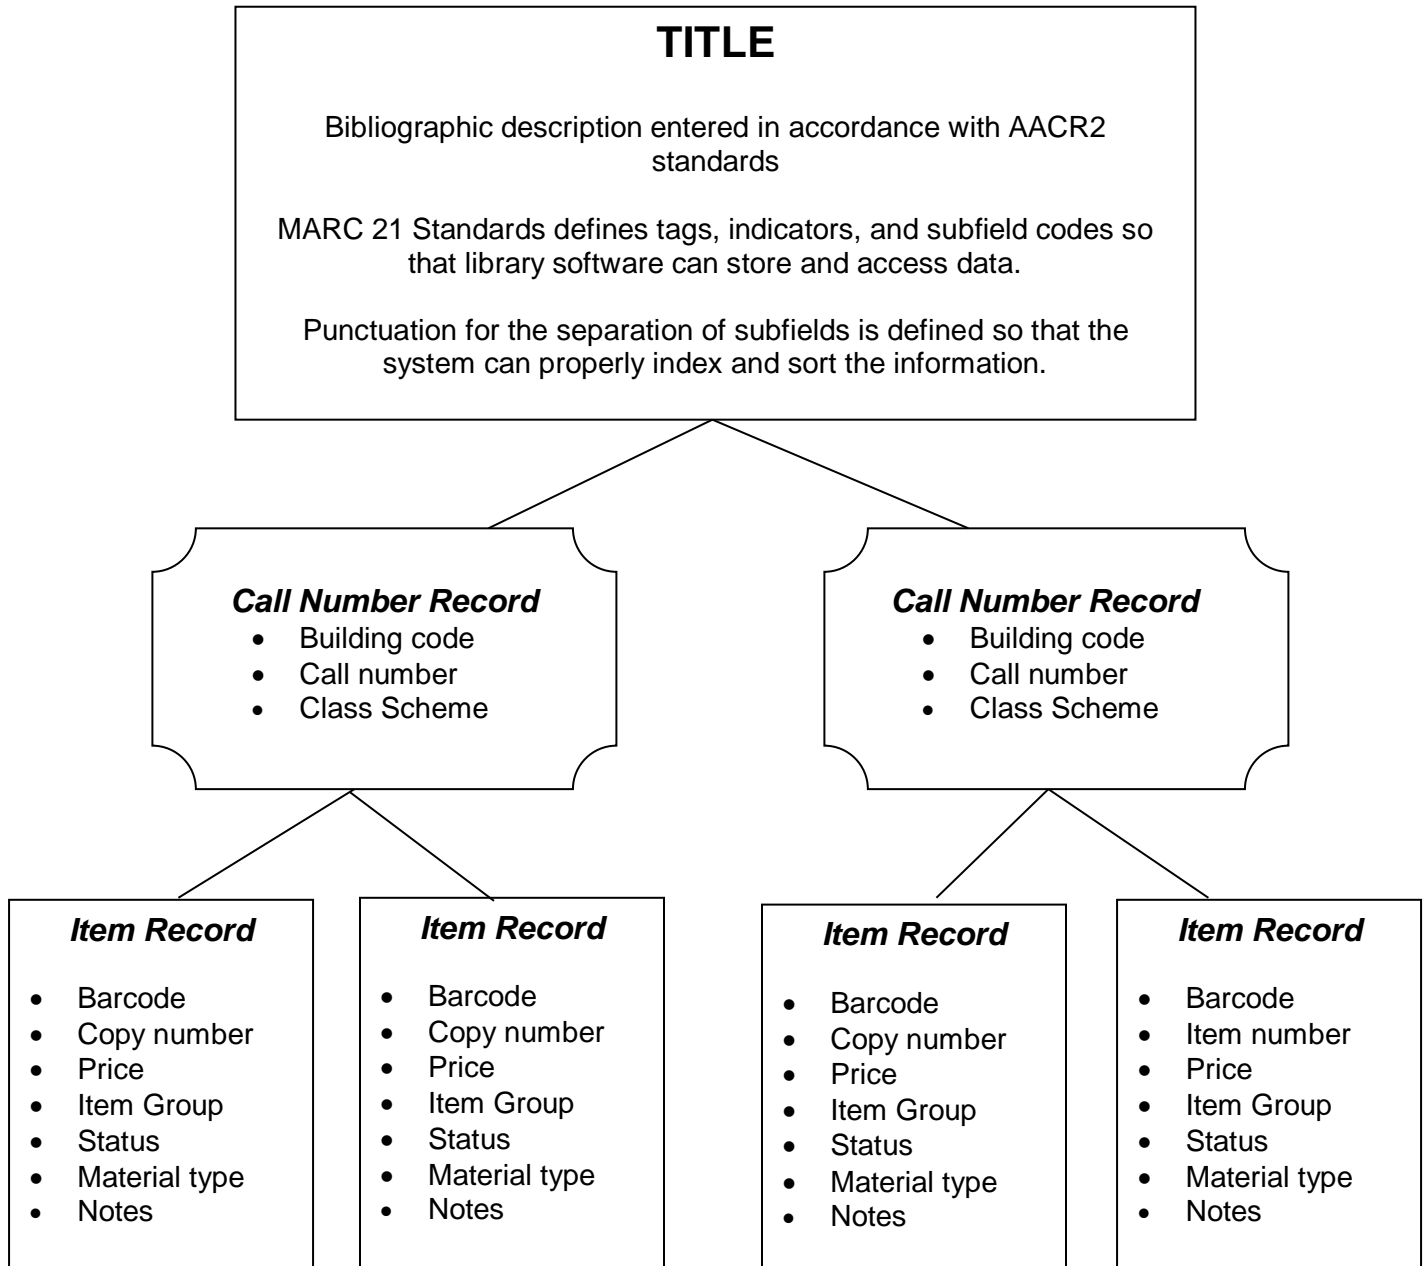 TITLE
Bibliographic description entered in accordance with AACR2
standards
MARC 21 Standards defines tags, indicators, and subfield codes so
that library software can store and access data.
Punctuation for the separation of subfields is defined so that the
system can properly index and sort the information.
Call Number Record
• Building code
• Call number
• Class Scheme
Call Number Record
• Building code
• Call number
• Class Scheme
Item Record
• Barcode
• Copy number
• Price
• Item Group
• Status
• Material type
• Notes
Item Record
• Barcode
• Copy number
• Price
• Item Group
• Status
• Material type
• Notes
Item Record
• Barcode
• Copy number
• Price
• Item Group
• Status
• Material type
• Notes
Item Record
• Barcode
• Item number
• Price
• Item Group
• Status
• Material type
• Notes